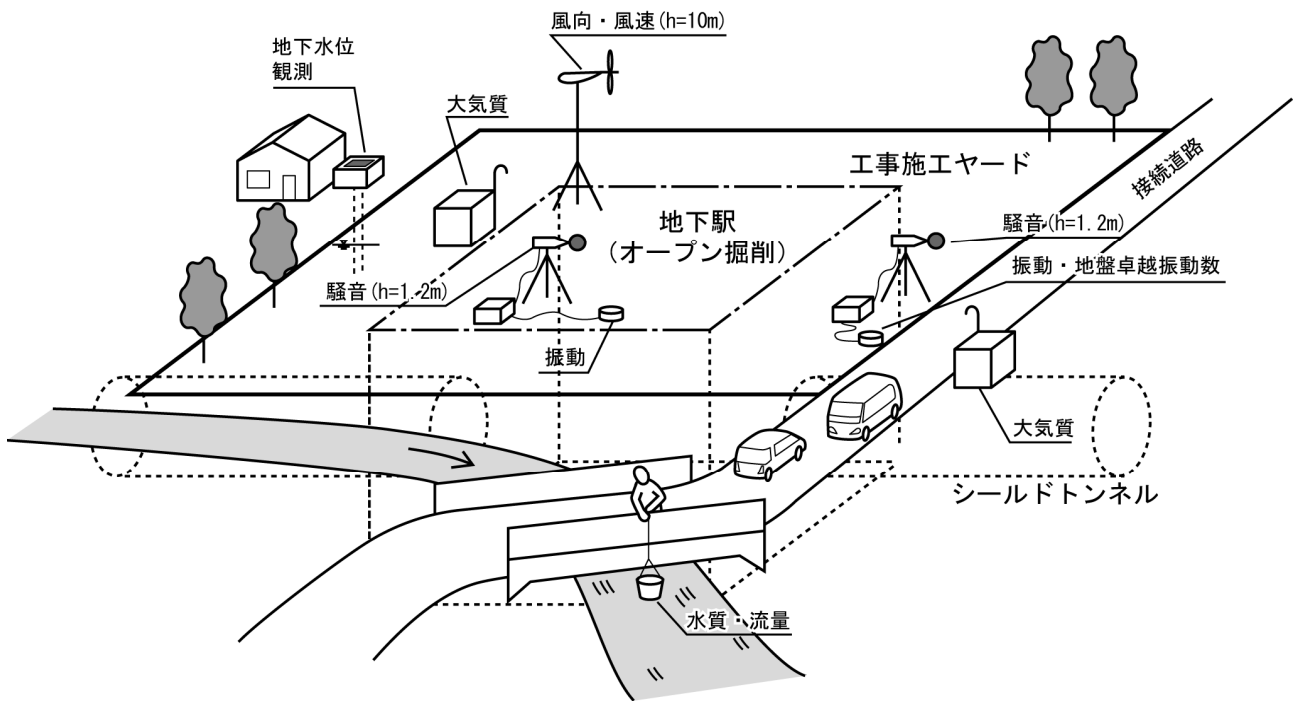 風向・風速(h=10m)
地下水位
観測
大気質
工事施工ヤード
接続道路
地下駅
(オープン掘削)
騒音(h=1.2m)
振動・地盤卓越振動数
騒音(h=1.2m)
振動
大気質
シールドトンネル
水質・流量